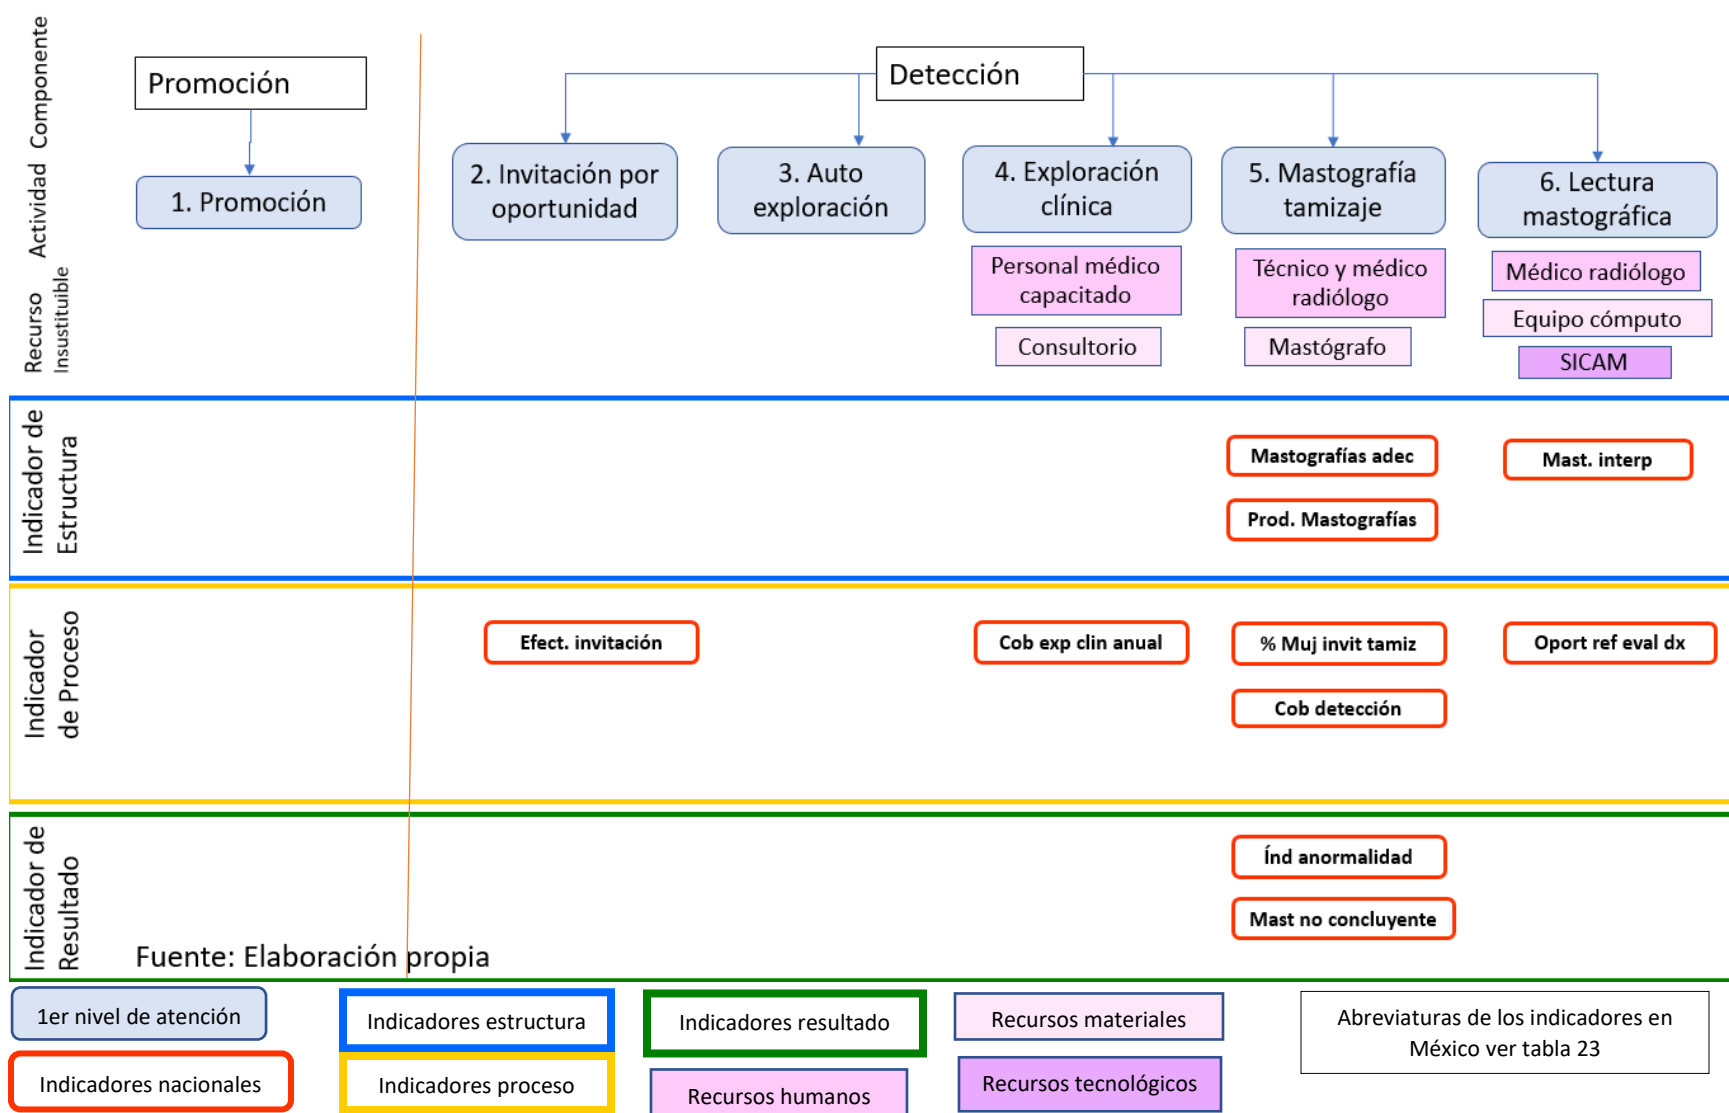 Componente
Promoción
Detección
Actividad
1. Promoción
2. Invitación por
oportunidad
3. Auto
exploración
4. Exploración
clínica
5. Mastografía
tamizaje
6. Lectura
mastográfica
Recurso
Insustituible
Personal médico
capacitado
Consultorio
Técnico y médico
radiólogo
Mastógrafo
Médico radiólogo
Equipo cómputo
SICAM
Indicador de
Estructura
Mastografías adec
Mast. interp
Prod. Mastografías
Indicador
de Proceso
Efect. invitación
Cob exp clin anual
% Muj invit tamiz
Oport ref eval dx
Cob detección
Indicador de
Resultado
Índ anormalidad
Mast no concluyente
Fuente: Elaboración propia
1er nivel de atención
Indicadores estructura
Indicadores resultado
Recursos materiales
Abreviaturas de los indicadores en
México ver tabla 23
Indicadores nacionales
Indicadores proceso
Recursos humanos
Recursos tecnológicos